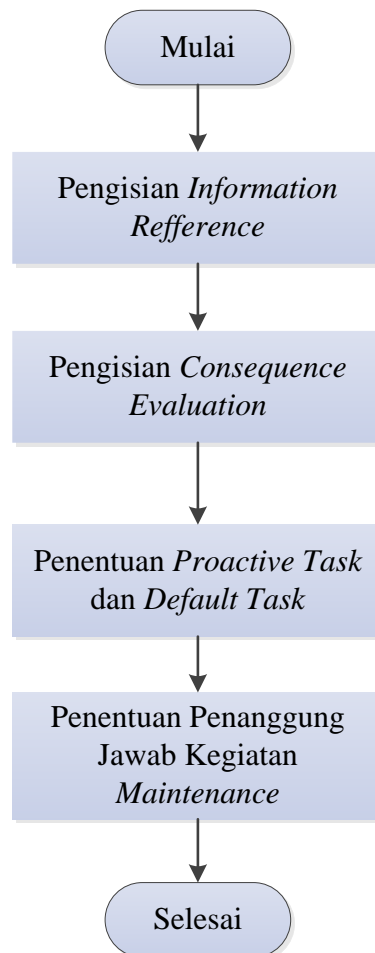 Mulai
Pengisian Information
Refference
Pengisian Consequence
Evaluation
Penentuan Proactive Task
dan Default Task
Penentuan Penanggung
Jawab Kegiatan
Maintenance
Selesai